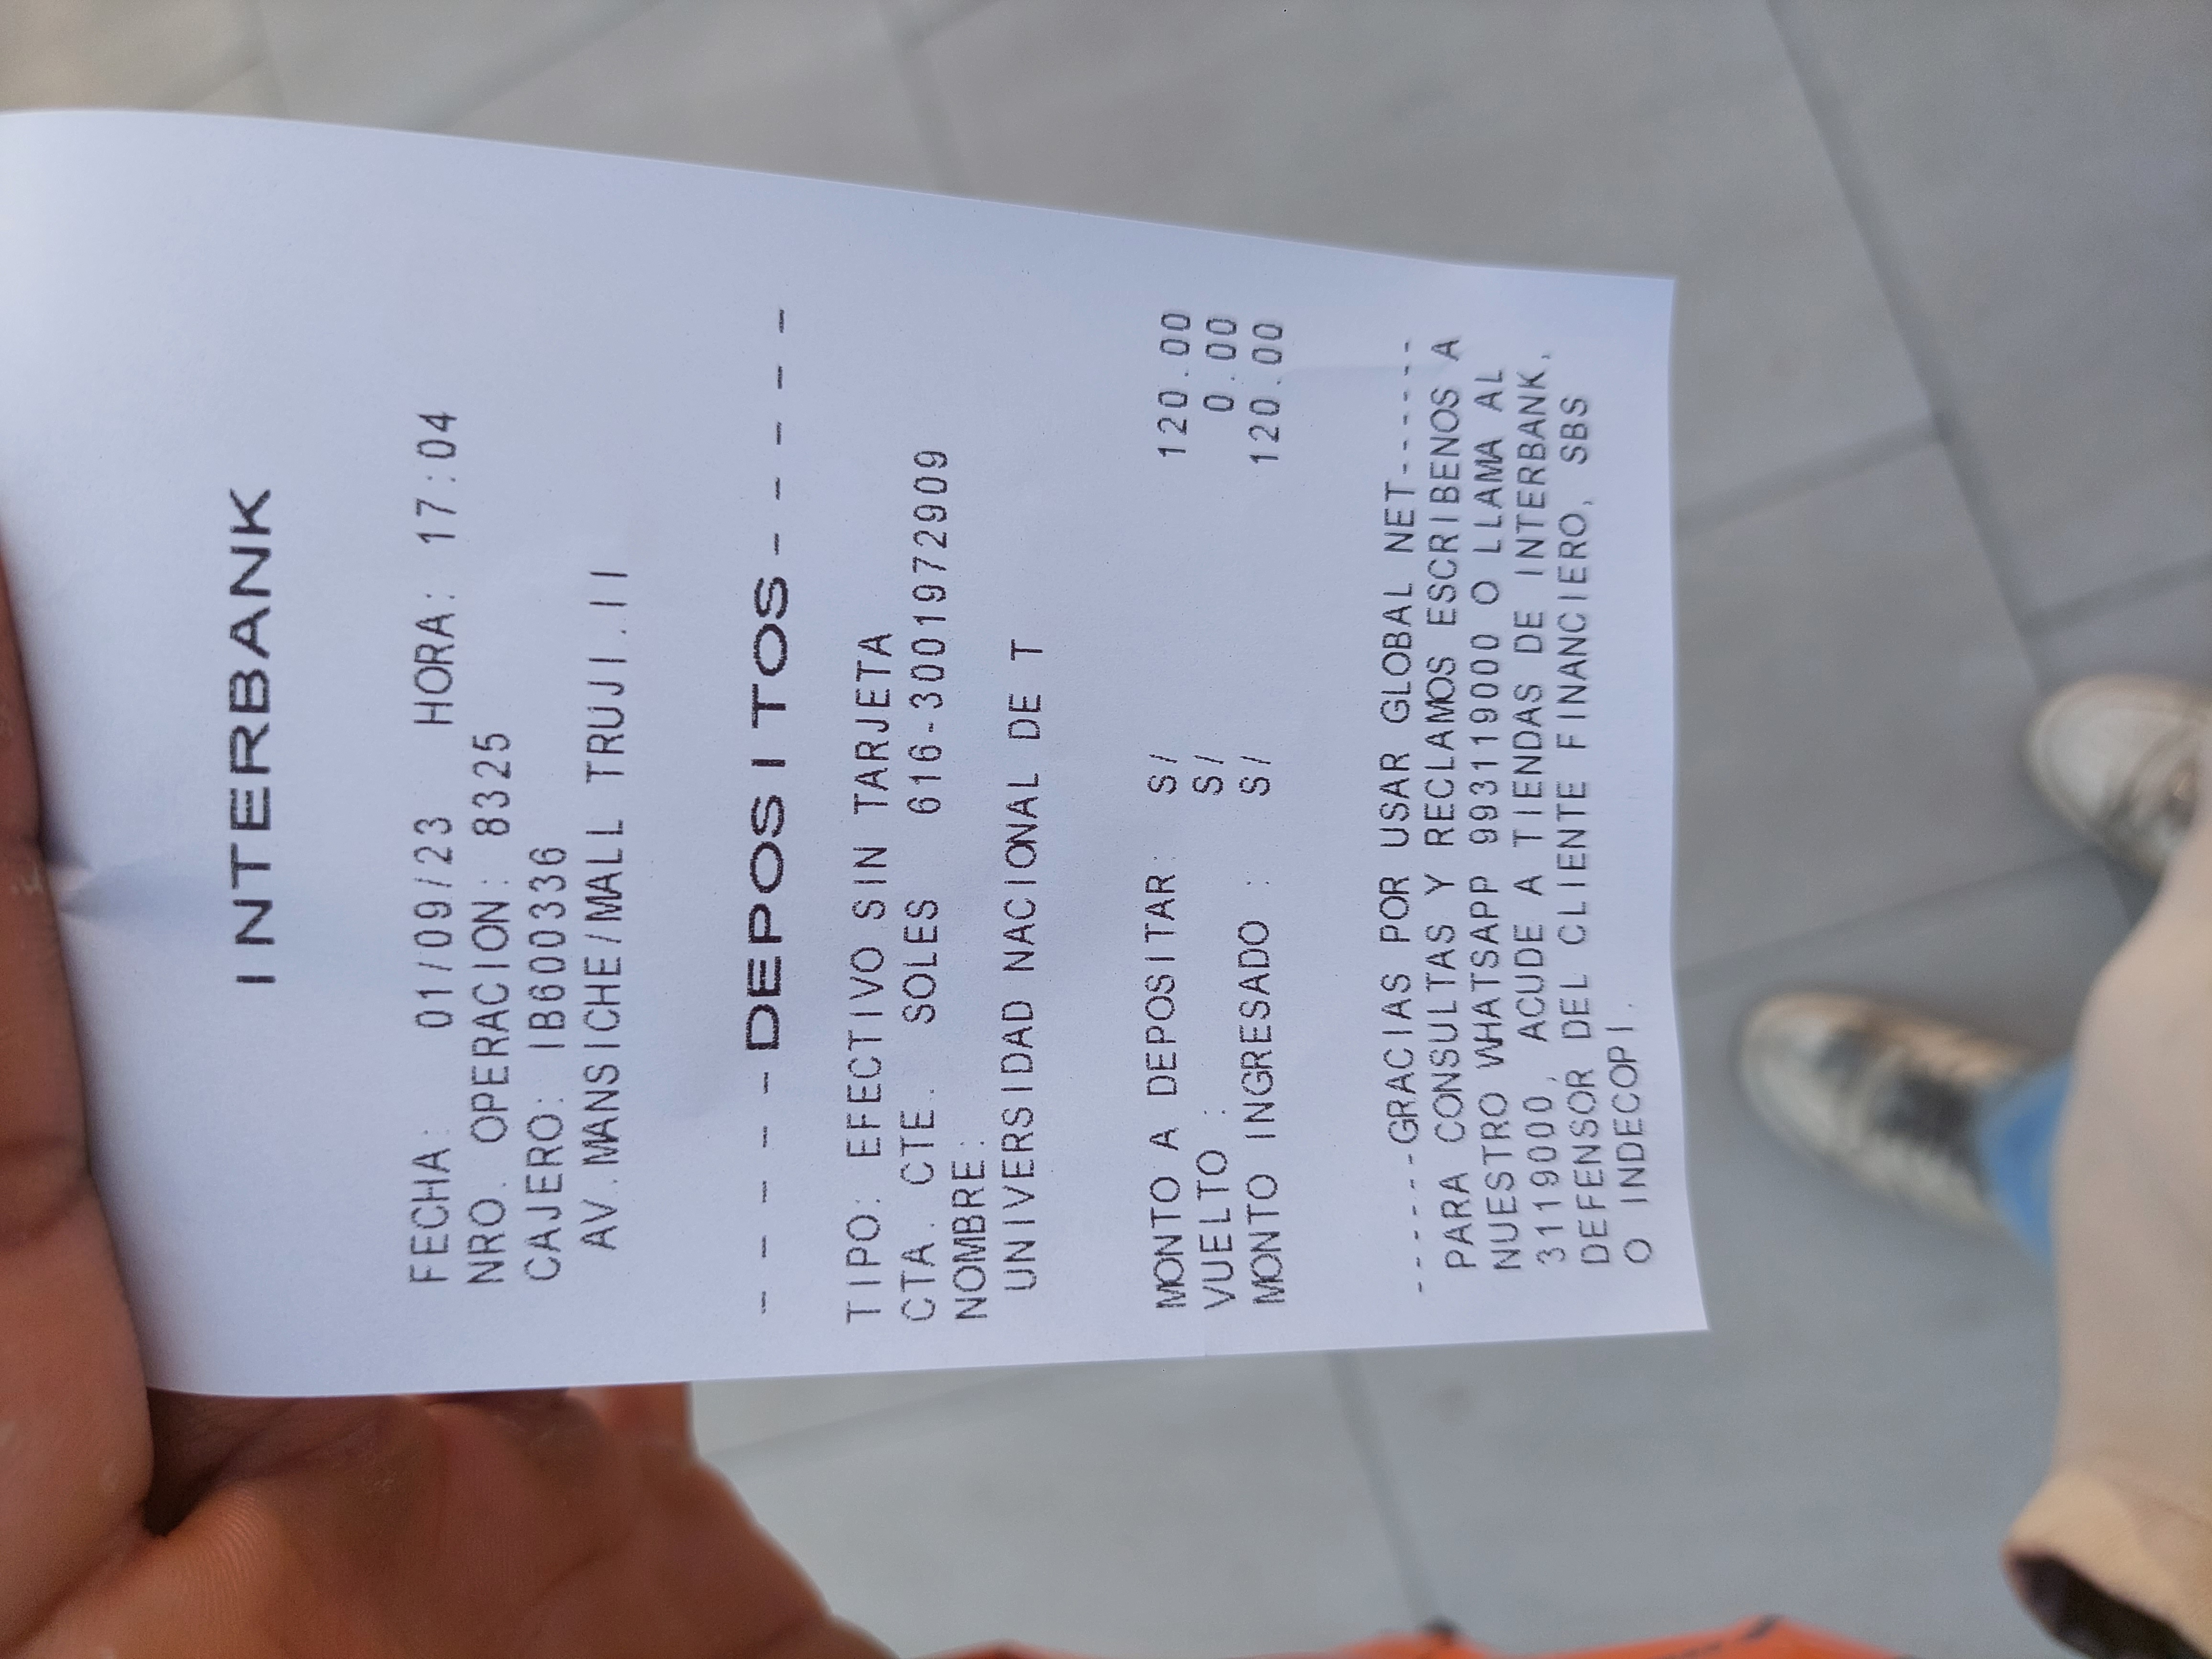 INTERBANK
FECHA: 01/09/23 HORA: 17:04
NRO. OPERACION: 8325
CAJERO: IB600336
AV.MANSICHE/MALL TRUJI.II
- - - - -DEPOSITOS- - - - -
TIPO: EFECTIVO SIN TARJETA
CTA. CTE. SOLES 616-3001972909
NOMBRE:
UNIVERSIDAD NACIONAL DE T
MONTO A DEPOSITAR: S/ 120.00
VUELTO : S/ 0.00
MONTO INGRESADO : S/ 120.00
-----GRACIAS POR USAR GLOBAL NET------
PARA CONSULTAS Y RECLAMOS ESCRIBENOS A
NUESTRO WHATSAPP 993119000 O LLAMA AL
3119000, ACUDE A TIENDAS DE INTERBANK,
DEFENSOR DEL CLIENTE FINANCIERO, SBS
O INDECOPI.